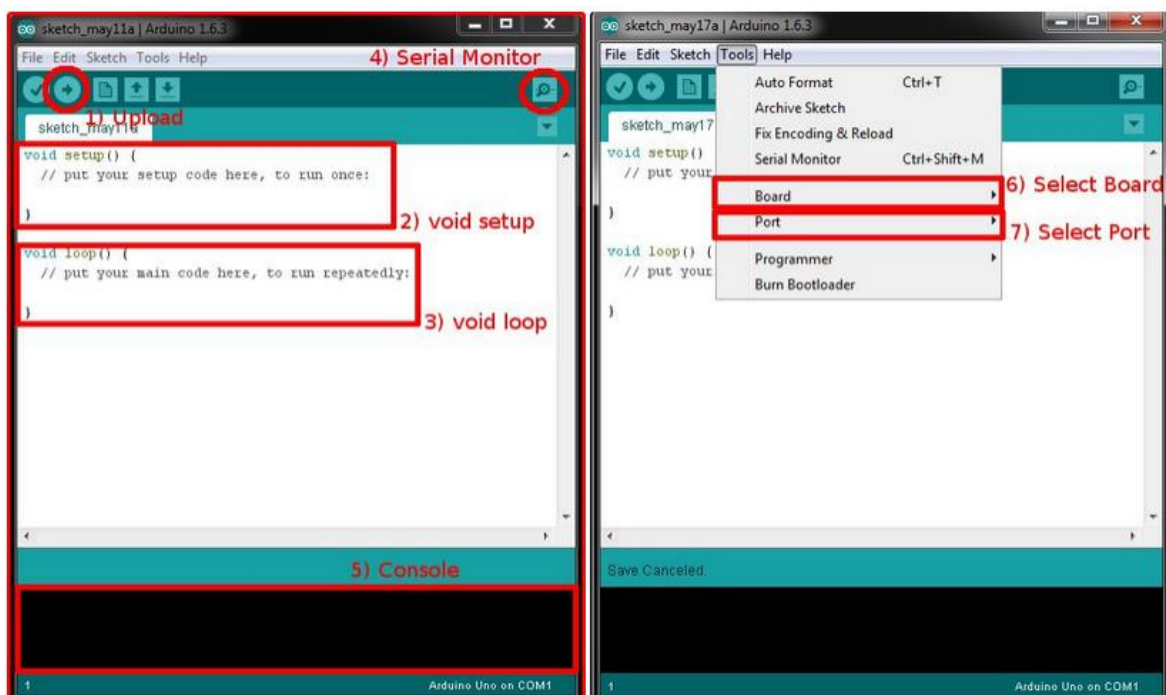 sketch_may11a | Arduino 1.6.3
File Edit Sketch Tools Help
4) Serial Monitor
1) Upload
sketch_may11a
void setup() {
// put your setup code here, to run once:
}
2) void setup
void loop() {
// put your main code here, to run repeatedly:
}
3) void loop
5) Console
1
Arduino Uno on COM1
sketch_may17a | Arduino 1.6.3
File Edit Sketch Tools Help
Auto Format Ctrl+T
Archive Sketch
Fix Encoding & Reload
Serial Monitor Ctrl+Shift+M
Board
6) Select Board
Port
7) Select Port
Programmer
Burn Bootloader
sketch_may17
void setup()
// put your
}
void loop() {
// put your
}
Save Canceled.
1
Arduino Uno on COM1